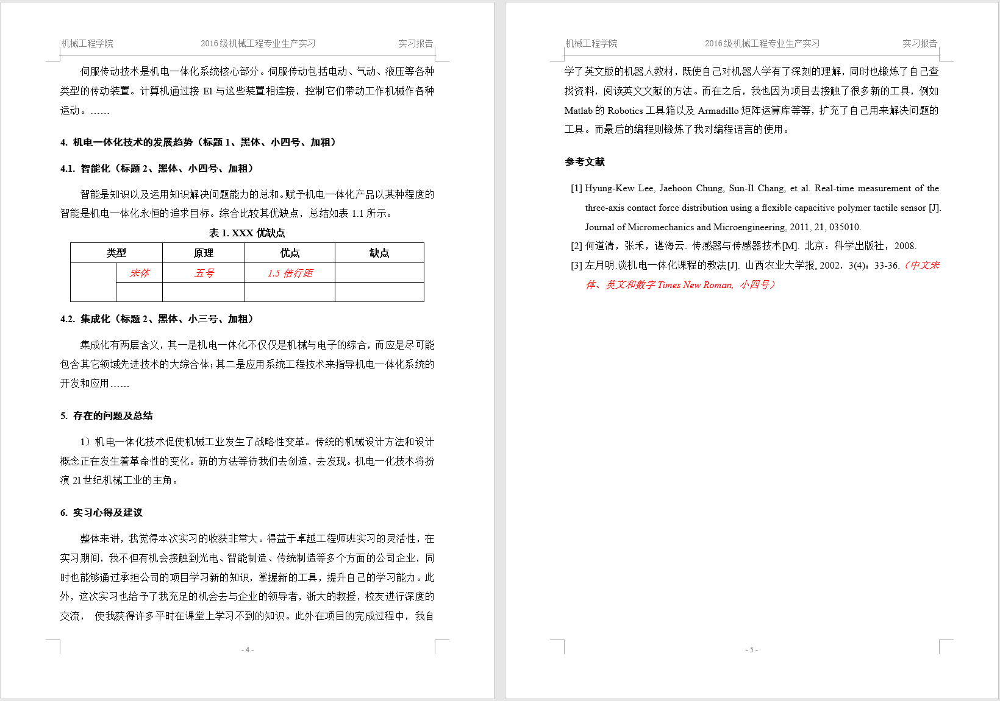 机械工程学院 2016 级机械工程专业生产实习 实习报告
伺服传动技术是机电一体化系统核心部分。伺服传动包括电动、气动、液压等各种
类型的传动装置。计算机通过接 El 与这些装置相连接，控制它们带动工作机械作各种
运动。……
4. 机电一体化技术的发展趋势（标题 1、黑体、小四号、加粗）
4.1. 智能化（标题 2、黑体、小四号、加粗）
智能是知识以及运用知识解决问题能力的总和。赋予机电一体化产品以某种程度的
智能是机电一体化永恒的追求目标。综合比较其优缺点，总结如表 1.1 所示。
表 1. XXX 优缺点
类型 原理 优点 缺点
宋体 五号 1.5 倍行距
4.2. 集成化（标题 2、黑体、小三号、加粗）
集成化有两层含义，其一是机电一体化不仅仅是机械与电子的综合，而应是尽可能
包含其它领域先进技术的大综合体；其二是应用系统工程技术来指导机电一体化系统的
开发和应用……
5. 存在的问题及总结
1）机电一体化技术促使机械工业发生了战略性变革。传统的机械设计方法和设计
概念正在发生着革命性的变化。新的方法等待我们去创造，去发现。机电一化技术将扮
演 2l 世纪机械工业的主角。
6. 实习心得及建议
整体来讲，我觉得本次实习的收获非常大。得益于卓越工程师班实习的灵活性，在
实习期间，我不但有机会接触到光电、智能制造、传统制造等多个方面的公司企业，同
时也能够通过承担公司的项目学习新的知识，掌握新的工具，提升自己的学习能力。此
外，这次实习也给予了我充足的机会去与企业的领导者，浙大的教授，校友进行深度的
交流， 使我获得许多平时在课堂上学习不到的知识。此外在项目的完成过程中，我自
- 4 -
机械工程学院 2016 级机械工程专业生产实习 实习报告
学了英文版的机器人教材，既使自己对机器人学有了深刻的理解，同时也锻炼了自己查
找资料，阅读英文文献的方法。而在之后，我也因为项目去接触了很多新的工具，例如
Matlab 的 Robotics 工具箱以及 Armadillo 矩阵运算库等等，扩充了自己用来解决问题的
工具。而最后的编程则锻炼了我对编程语言的使用。
参考文献
[1] Hyung-Kew Lee, Jaehoon Chung, Sun-Il Chang, et al. Real-time measurement of the
three-axis contact force distribution using a flexible capacitive polymer tactile sensor [J].
Journal of Micromechanics and Microengineering, 2011, 21, 035010.
[2] 何道清，张禾，谌海云. 传感器与传感器技术[M]. 北京：科学出版社，2008.
[3] 左月明.谈机电一体化课程的教法[J]. 山西农业大学报, 2002，3(4)：33-36.（中文宋
体、英文和数字 Times New Roman, 小四号）
- 5 -